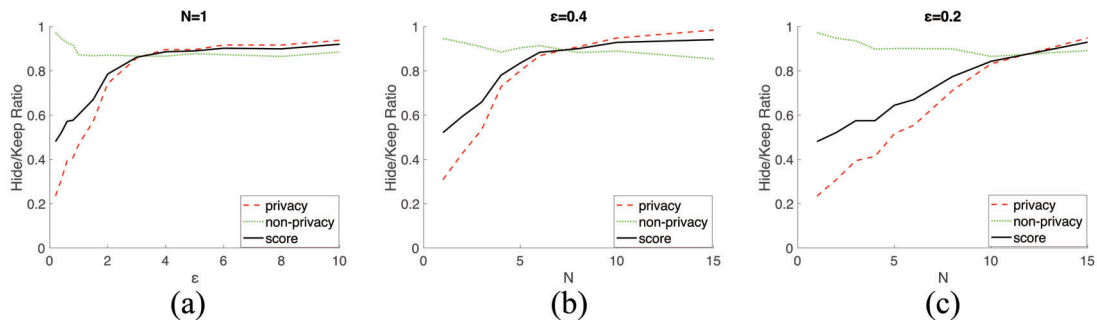 N=1
Hide/Keep Ratio
1
0.8
0.6
0.4
0.2
0
0 2 4 6 8 10
ε
privacy
non-privacy
score
(a)
ε=0.4
Hide/Keep Ratio
1
0.8
0.6
0.4
0.2
0
0 5 10 15
N
privacy
non-privacy
score
(b)
ε=0.2
Hide/Keep Ratio
1
0.8
0.6
0.4
0.2
0
0 5 10 15
N
privacy
non-privacy
score
(c)